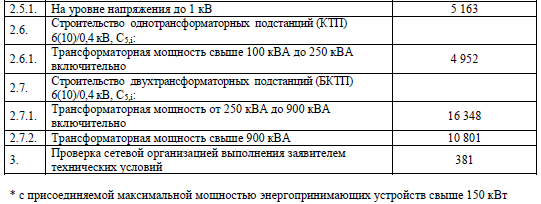 2.5.1. На уровне напряжения до 1 кВ 5 163
2.6. Строительство однотрансформаторных подстанций (КТП)
6(10)/0,4 кВ, С5,i:
2.6.1. Трансформаторная мощность свыше 100 кВА до 250 кВА
включительно 4 952
2.7. Строительство двухтрансформаторных подстанций (БКТП)
6(10)/0,4 кВ, С5,i:
2.7.1. Трансформаторная мощность от 250 кВА до 900 кВА
включительно 16 348
2.7.2. Трансформаторная мощность свыше 900 кВА 10 801
3. Проверка сетевой организацией выполнения заявителем
технических условий 381
* с присоединяемой максимальной мощностью энергопринимающих устройств свыше 150 кВт